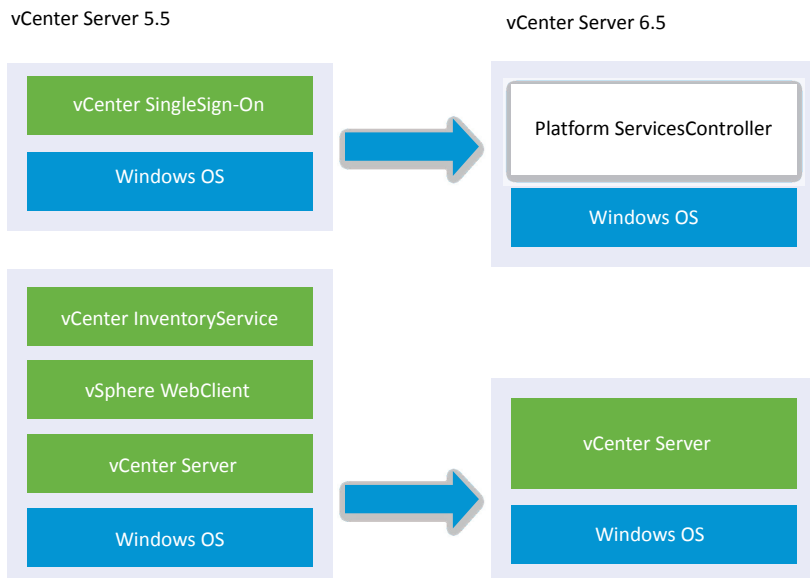 vCenter Server 5.5
vCenter SingleSign-On
Windows OS
vCenter InventoryService
vSphere WebClient
vCenter Server
Windows OS
vCenter Server 6.5
Platform ServicesController
Windows OS
vCenter Server
Windows OS